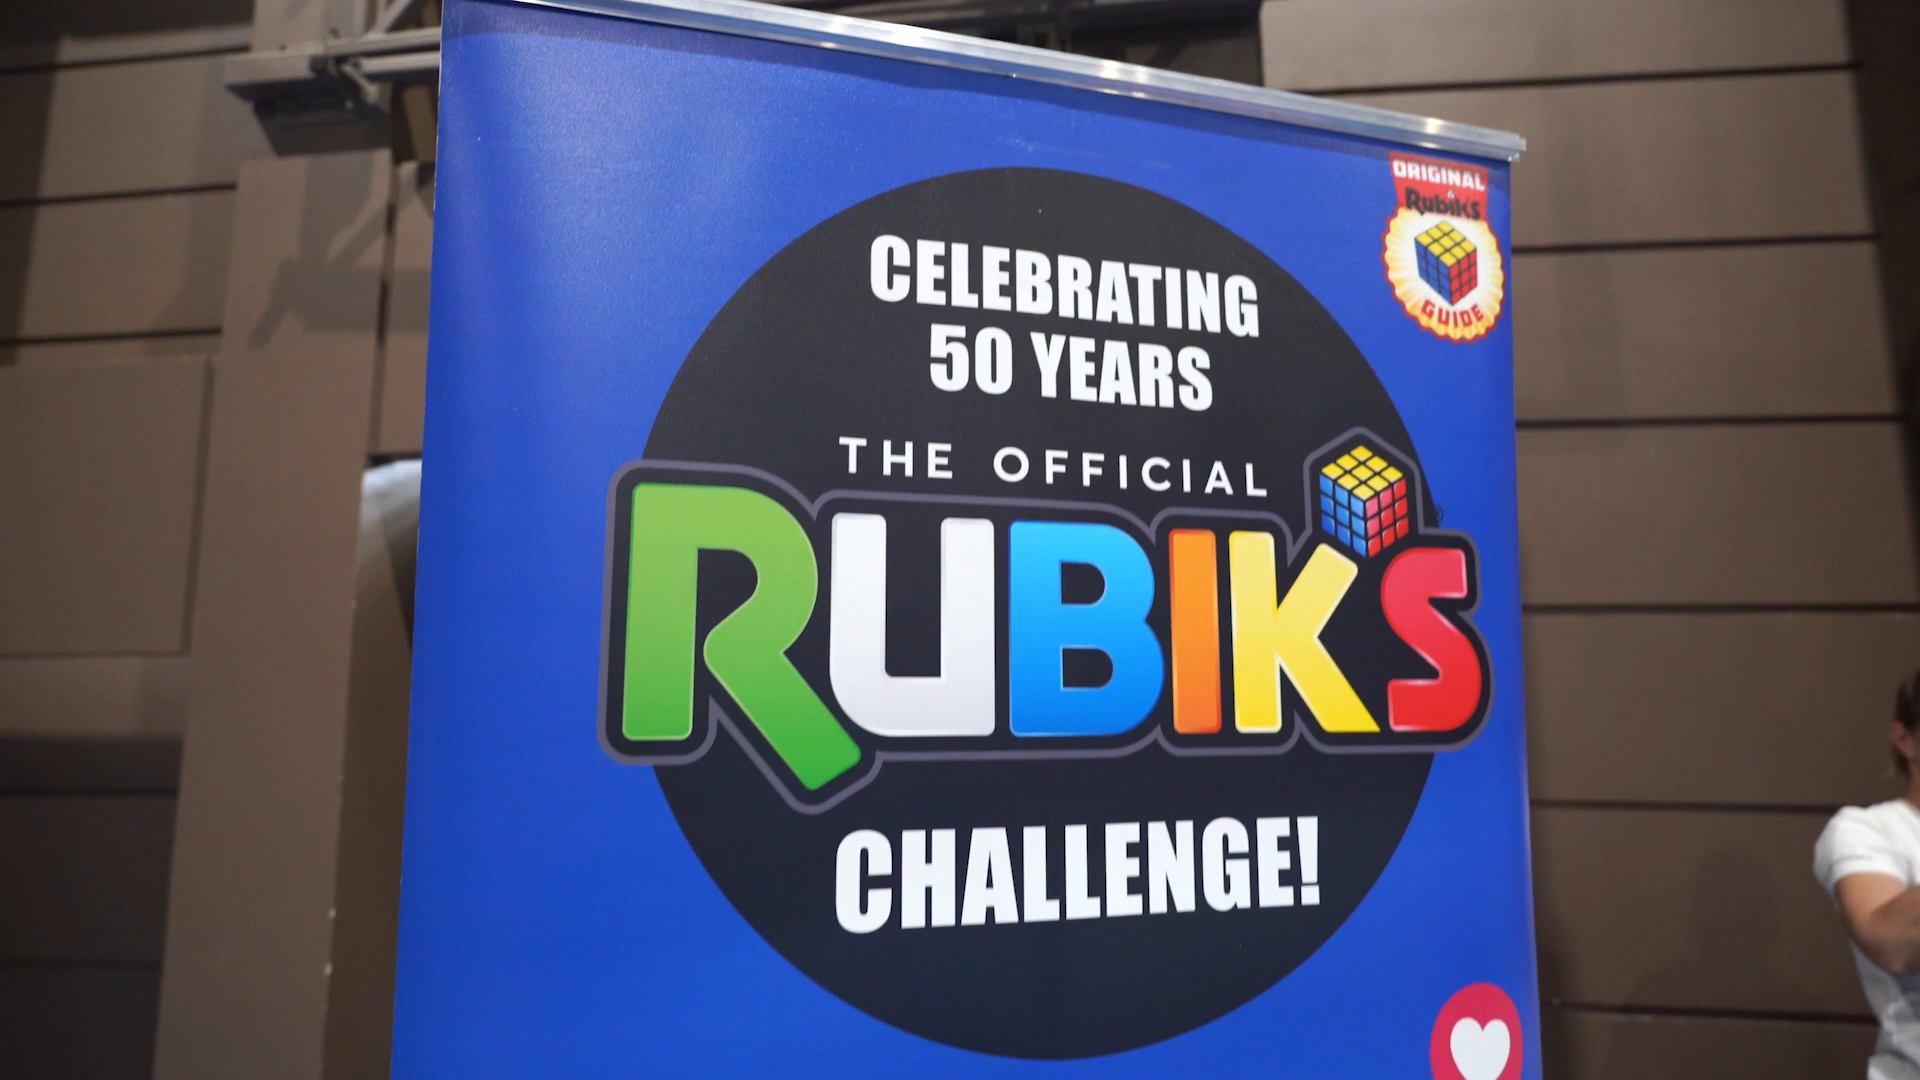 ORIGINAL
Rubik's
GUIDE
CELEBRATING
50 YEARS
THE OFFICIAL
RUBIK'S
CHALLENGE!